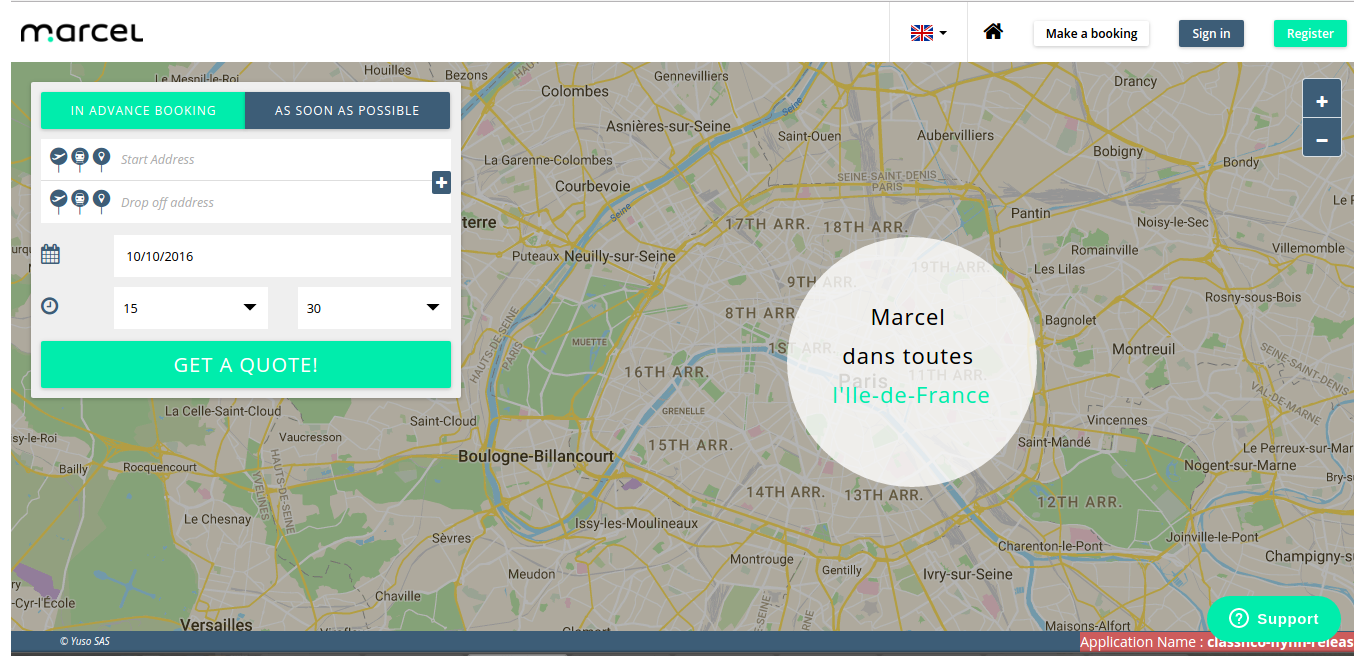 marcel
Make a booking
Sign in
Register
IN ADVANCE BOOKING
AS SOON AS POSSIBLE
Start Address
Drop off address
10/10/2016
15
30
GET A QUOTE!
+
−
Marcel
dans toutes
l'Ile-de-France
Le Mesnil-le-Roi
Houilles
Bezons
Gennevilliers
Drancy
Colombes
Asnières-sur-Seine
Saint-Ouen
Aubervilliers
Bobigny
Bondy
La Garenne-Colombes
Courbevoie
Seine
Seine
SEINE-SAINT-DENIS
PARIS
Pantin
Noisy-le-Sec
terre
17TH ARR.
18TH ARR.
Romainville
Villemomble
Puteaux
Neuilly-sur-Seine
19TH ARR.
Les Lilas
9TH ARR.
Rosny-sous-Bois
8TH ARR
Bagnolet
HAUTS-DE-SEINE
PARIS
MUETTE
1ST ARR.
Montreuil
16TH ARR.
Paris
11TH ARR.
SEINE-SAINT-DENIS
VAL-DE-MARNE
La Celle-Saint-Cloud
GRENELLE
Saint-Cloud
Vincennes
sy-le-Roi
Vaucresson
15TH ARR.
Saint-Mandé
Le Perreux-sur-Mar
Bailly
Rocquencourt
Boulogne-Billancourt
Nogent-sur-Marne
Bry-s
YVELINES
HAUTS-DE-SEINE
14TH ARR.
13TH ARR.
12TH ARR.
Le Chesnay
Issy-les-Moulineaux
Sèvres
Joinville-le-Pont
Charenton-le-Pont
Champigny-su
Montrouge
Gentilly
Ivry-sur-Seine
Meudon
-Cyr-l'École
Chaville
Versailles
Clamart
Maisons-Alfort
Support
© Yuso SAS
Application Name :